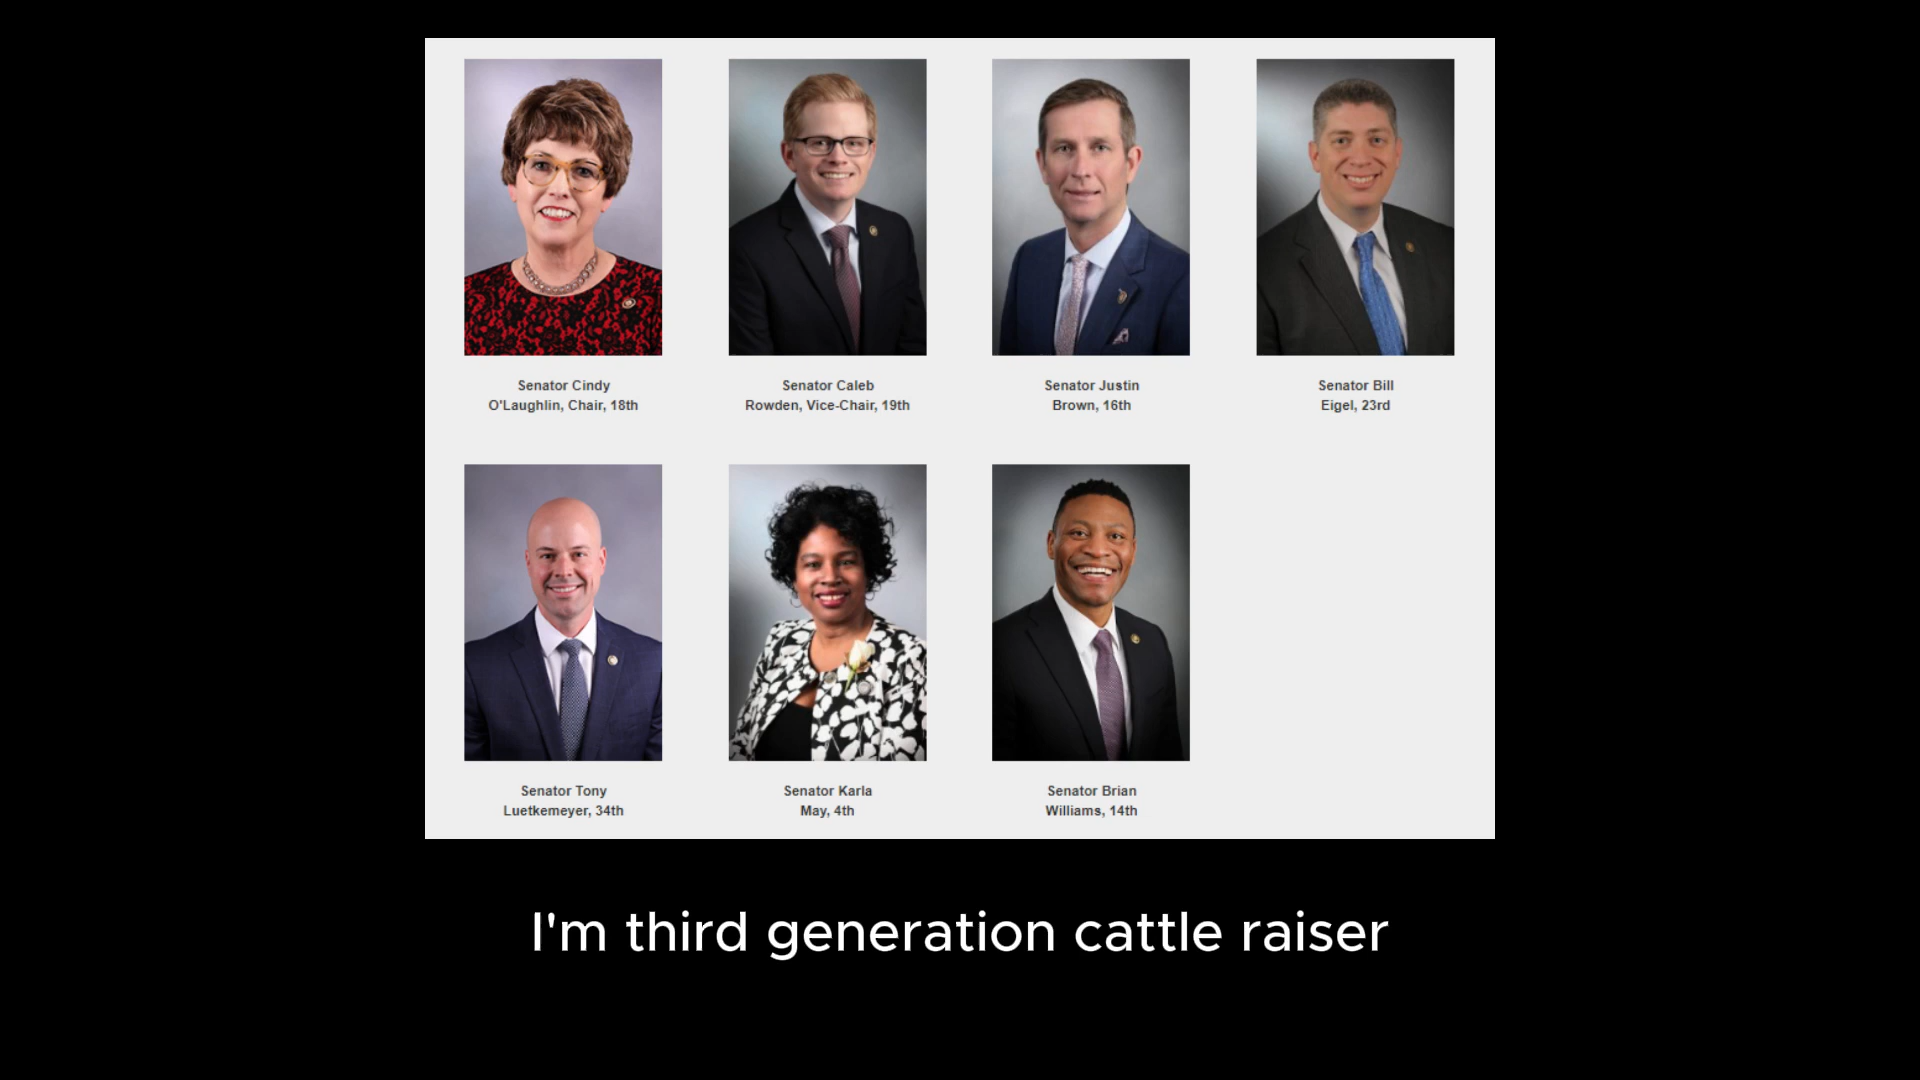 Senator Cindy
O'Laughlin, Chair, 18th
Senator Caleb
Rowden, Vice-Chair, 19th
Senator Justin
Brown, 16th
Senator Bill
Eigel, 23rd
Senator Tony
Luetkemeyer, 34th
Senator Karla
May, 4th
Senator Brian
Williams, 14th
I'm third generation cattle raiser